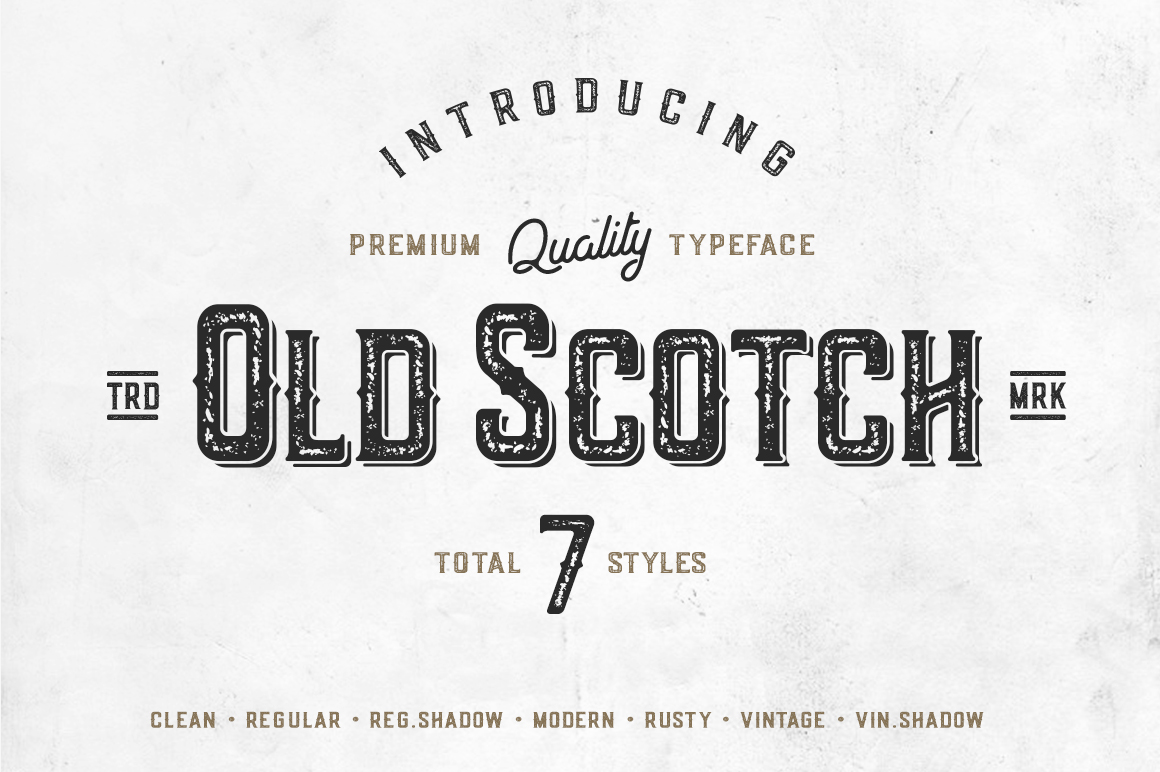 INTRODUCING
PREMIUM Quality TYPEFACE
TRD OLD SCOTCH MRK
TOTAL 7 STYLES
CLEAN • REGULAR • REG.SHADOW • MODERN • RUSTY • VINTAGE • VIN.SHADOW